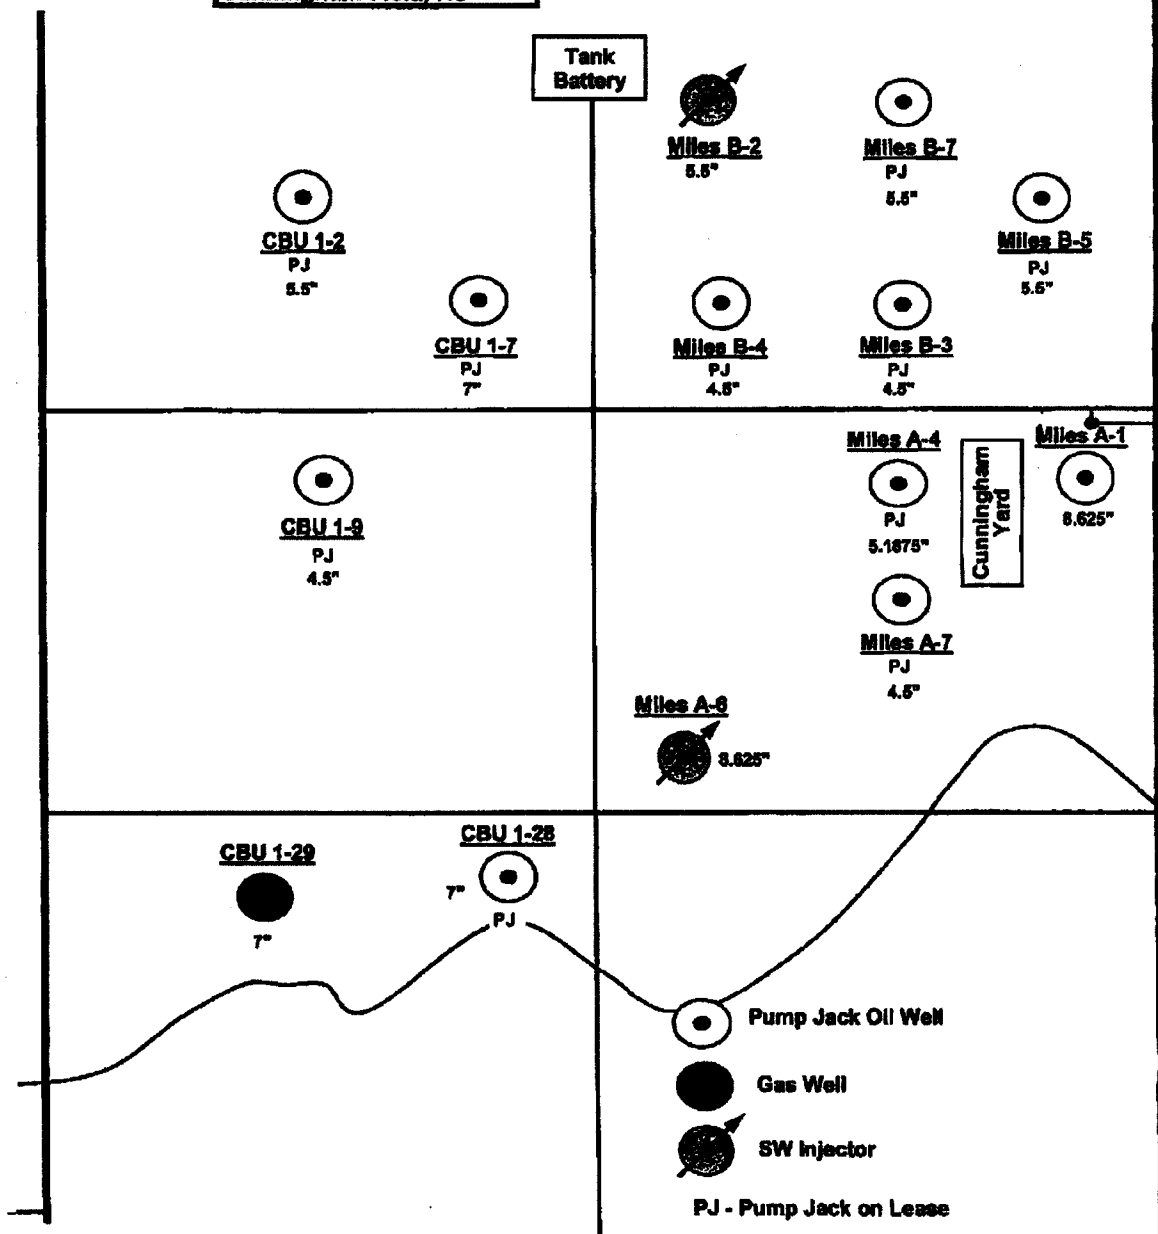 Tank
Battery
Miles B-2
5.5"
Miles B-7
PJ
5.5"
CBU 1-2
PJ
5.5"
Miles B-5
PJ
5.5"
CBU 1-7
PJ
7"
Miles B-4
PJ
4.5"
Miles B-3
PJ
4.5"
CBU 1-9
PJ
4.5"
Miles A-4
PJ
5.1875"
Cunningham
Yard
Miles A-1
8.625"
Miles A-7
PJ
4.5"
Miles A-6
8.625"
CBU 1-29
7"
CBU 1-28
7"
PJ
Pump Jack Oil Well
Gas Well
SW Injector
PJ - Pump Jack on Lease